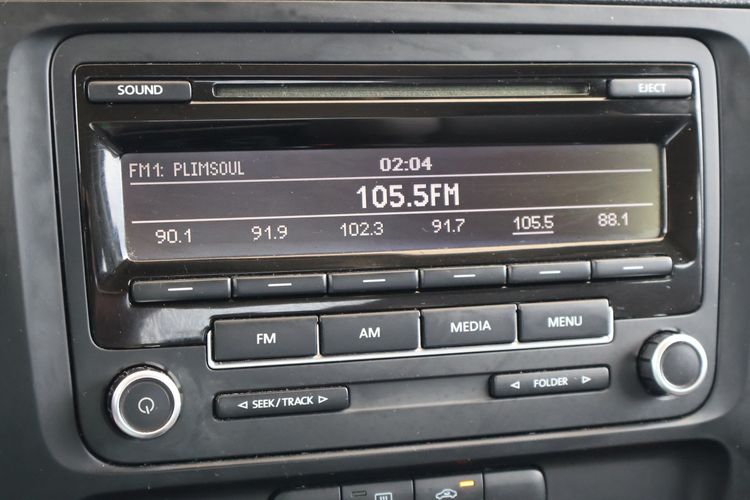 SOUND EJECT
FM1: PLIMSOUL 02:04
105.5FM
90.1 91.9 102.3 91.7 105.5 88.1
FM AM MEDIA MENU
SEEK/TRACK FOLDER